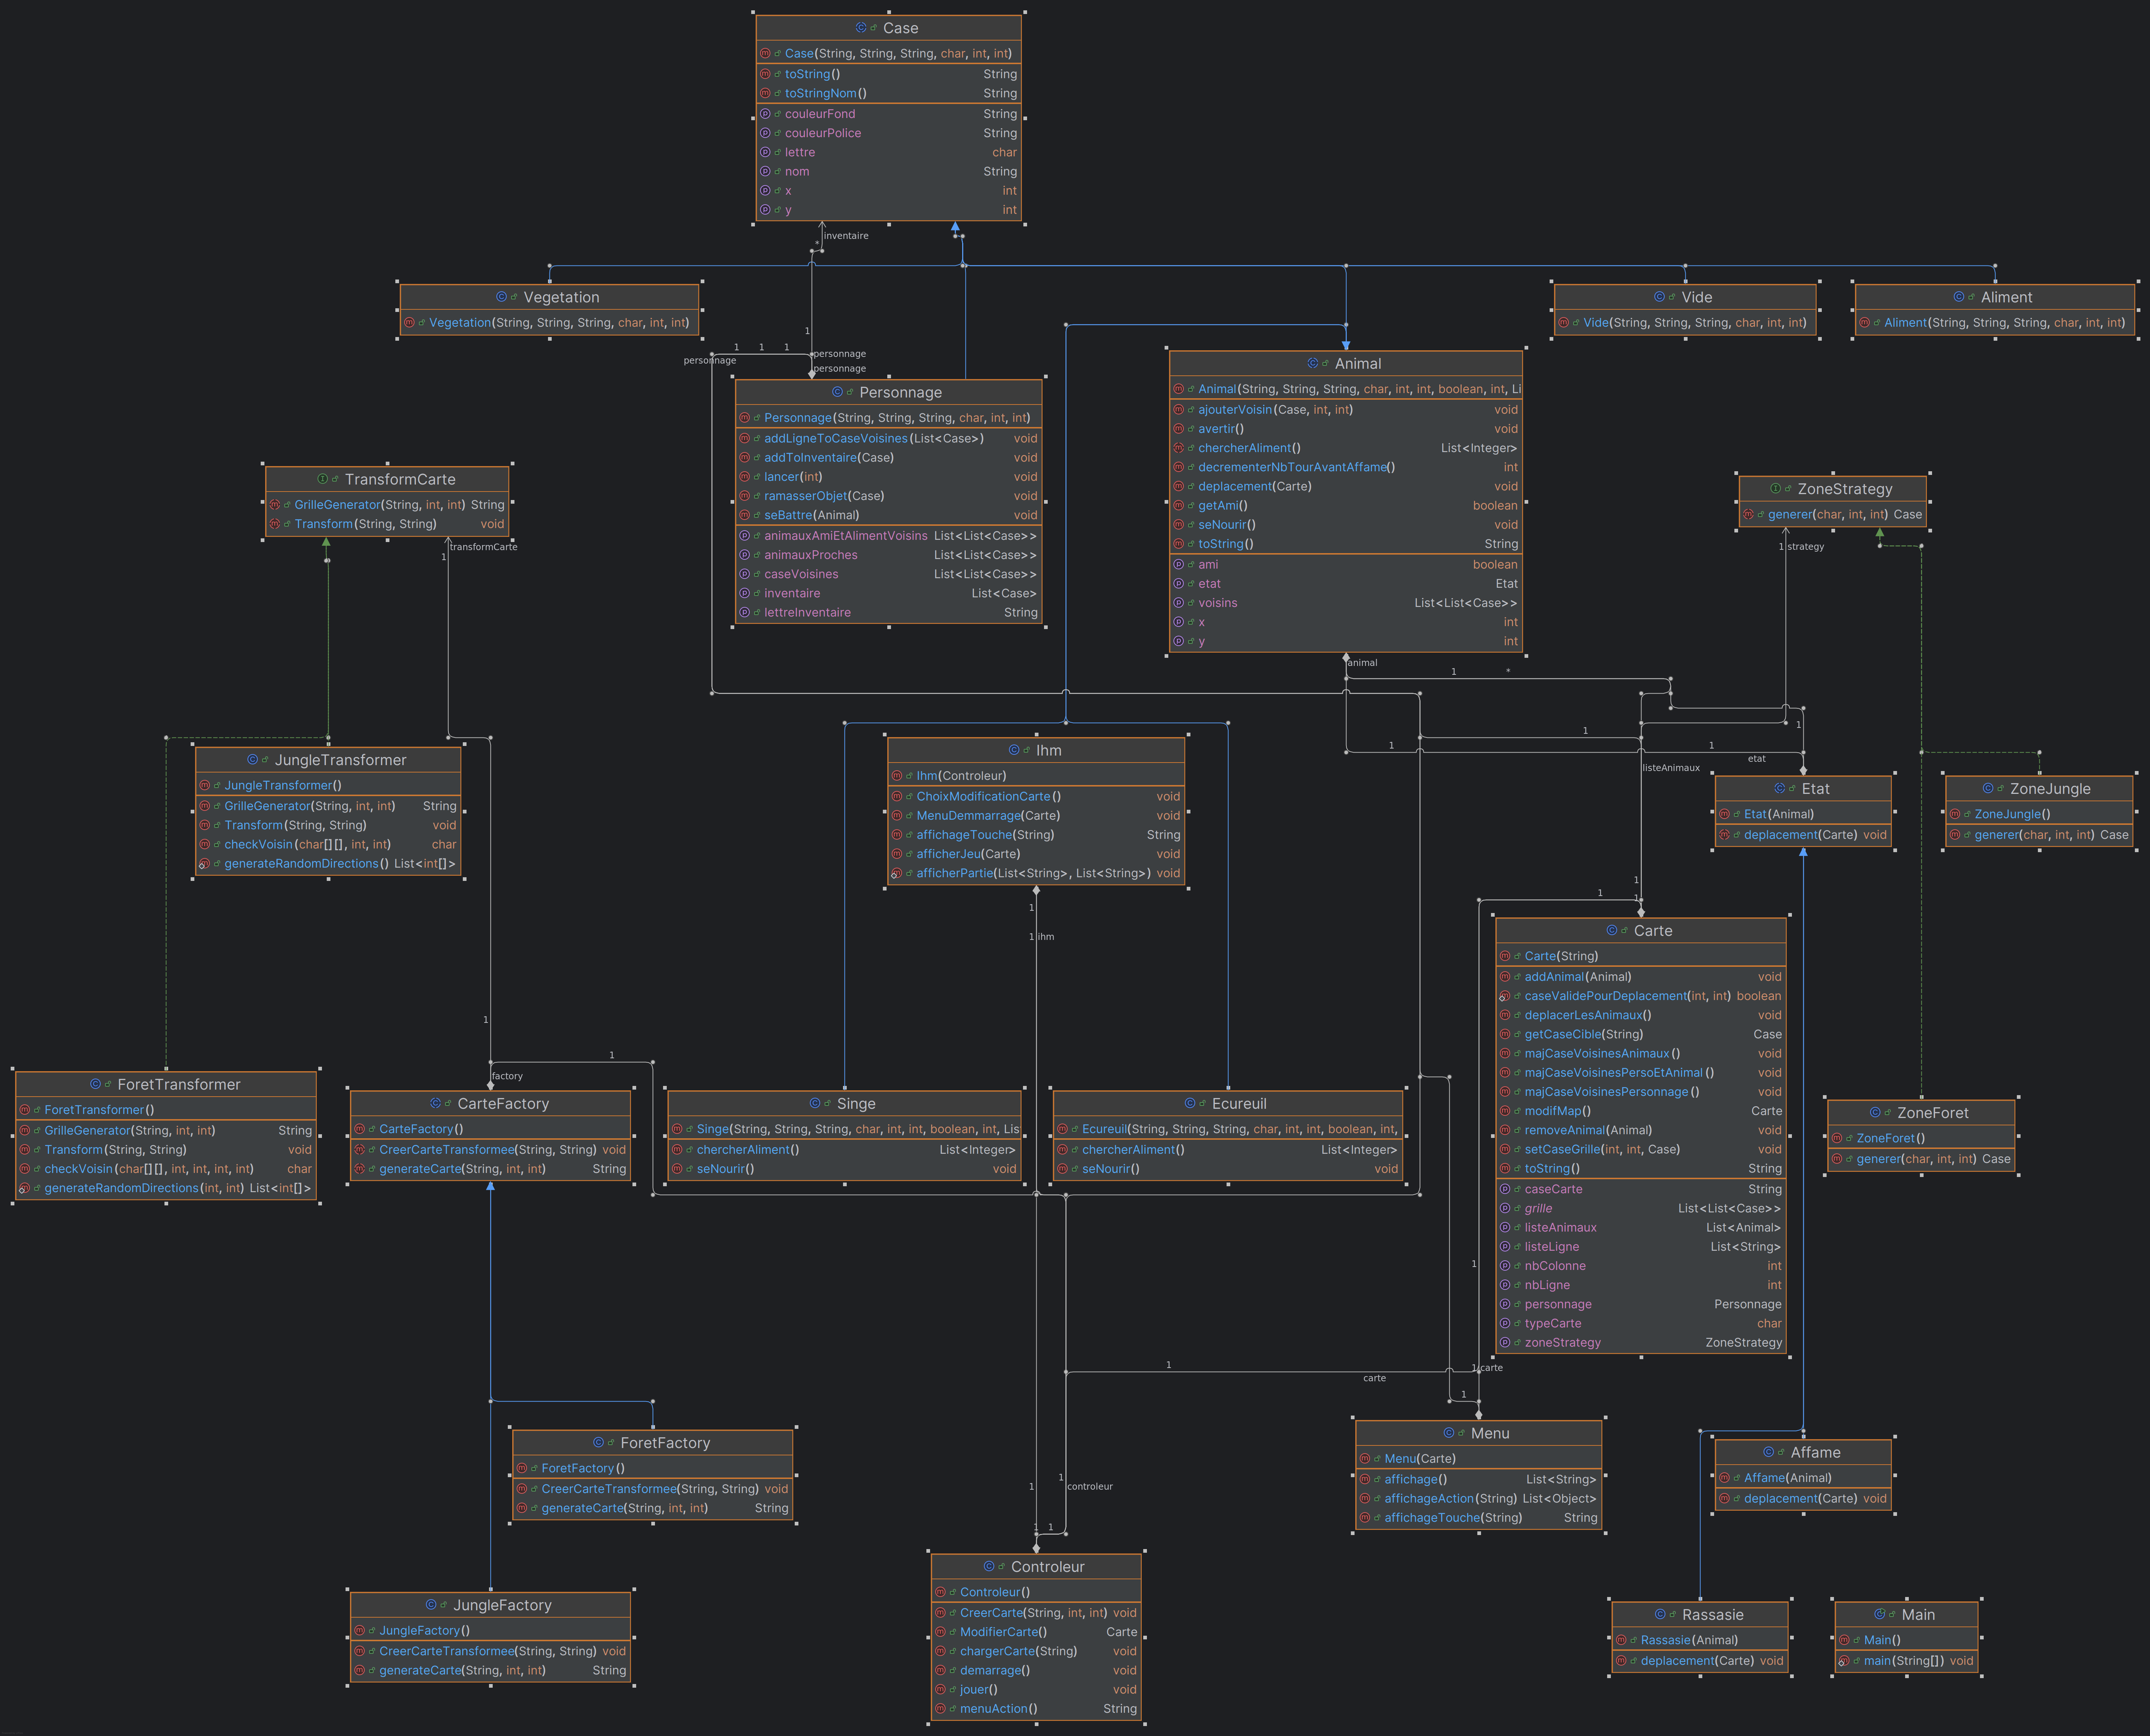 Case
Case(String, String, String, char, int, int)
toString() String
toStringNom() String
couleurFond String
couleurPolice String
lettre char
nom String
x int
y int
inventaire
*
1
Vegetation
Vegetation(String, String, String, char, int, int)
Vide
Vide(String, String, String, char, int, int)
Aliment
Aliment(String, String, String, char, int, int)
1 1 1
personnage
personnage
personnage
Personnage
Personnage(String, String, String, char, int, int)
addLigneToCaseVoisines(List<Case>) void
addToInventaire(Case) void
lancer(int) void
ramasserObjet(Case) void
seBattre(Animal) void
animauxAmiEtAlimentVoisins List<List<Case>>
animauxProches List<List<Case>>
caseVoisines List<List<Case>>
inventaire List<Case>
lettreInventaire String
Animal
Animal(String, String, String, char, int, int, boolean, int, Li
ajouterVoisin(Case, int, int) void
avertir() void
chercherAliment() List<Integer>
decrementerNbTourAvantAffame() int
deplacement(Carte) void
getAmi() boolean
seNourir() void
toString() String
ami boolean
etat Etat
voisins List<List<Case>>
x int
y int
animal
1 *
TransformCarte
GrilleGenerator(String, int, int) String
Transform(String, String) void
transformCarte
1
ZoneStrategy
generer(char, int, int) Case
1 strategy
1
1
1 1
etat
listeAnimaux
JungleTransformer
JungleTransformer()
GrilleGenerator(String, int, int) String
Transform(String, String) void
checkVoisin(char[][], int, int) char
generateRandomDirections() List<int[]>
Ihm
Ihm(Controleur)
ChoixModificationCarte() void
MenuDemmarrage(Carte) void
affichageTouche(String) String
afficherJeu(Carte) void
afficherPartie(List<String>, List<String>) void
1
1 ihm
Etat
Etat(Animal)
deplacement(Carte) void
ZoneJungle
ZoneJungle()
generer(char, int, int) Case
1
1
1
Carte
Carte(String)
addAnimal(Animal) void
caseValidePourDeplacement(int, int) boolean
deplacerLesAnimaux() void
getCaseCible(String) Case
majCaseVoisinesAnimaux() void
majCaseVoisinesPersoEtAnimal() void
majCaseVoisinesPersonnage() void
modifMap() Carte
removeAnimal(Animal) void
setCaseGrille(int, int, Case) void
toString() String
caseCarte String
grille List<List<Case>>
listeAnimaux List<Animal>
listeLigne List<String>
nbColonne int
nbLigne int
personnage Personnage
typeCarte char
zoneStrategy ZoneStrategy
1
1
factory
ForetTransformer
ForetTransformer()
GrilleGenerator(String, int, int) String
Transform(String, String) void
checkVoisin(char[][], int, int, int, int) char
generateRandomDirections(int, int) List<int[]>
CarteFactory
CarteFactory()
CreerCarteTransformee(String, String) void
generateCarte(String, int, int) String
Singe
Singe(String, String, String, char, int, int, boolean, int, Lis
chercherAliment() List<Integer>
seNourir() void
Ecureuil
Ecureuil(String, String, String, char, int, int, boolean, int,
chercherAliment() List<Integer>
seNourir() void
ZoneForet
ZoneForet()
generer(char, int, int) Case
1
1
carte
1 carte
1
ForetFactory
ForetFactory()
CreerCarteTransformee(String, String) void
generateCarte(String, int, int) String
Menu
Menu(Carte)
affichage() List<String>
affichageAction(String) List<Object>
affichageTouche(String) String
Affame
Affame(Animal)
deplacement(Carte) void
1
1
controleur
1 1
JungleFactory
JungleFactory()
CreerCarteTransformee(String, String) void
generateCarte(String, int, int) String
Controleur
Controleur()
CreerCarte(String, int, int) void
ModifierCarte() Carte
chargerCarte(String) void
demarrage() void
jouer() void
menuAction() String
Rassasie
Rassasie(Animal)
deplacement(Carte) void
Main
Main()
main(String[]) void